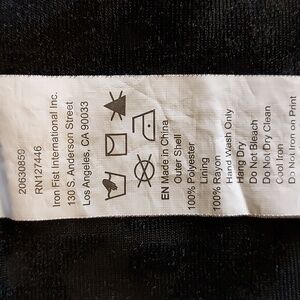 20630859
RN127446
Iron Fist International Inc.
130 S. Anderson Street
Los Angeles, CA 90033
EN Made in China
Outer Shell
100% Polyester
Lining
100% Rayon
Hand Wash Only
Hang Dry
Do Not Bleach
Do Not Dry Clean
Cool Iron
Do Not Iron on Print